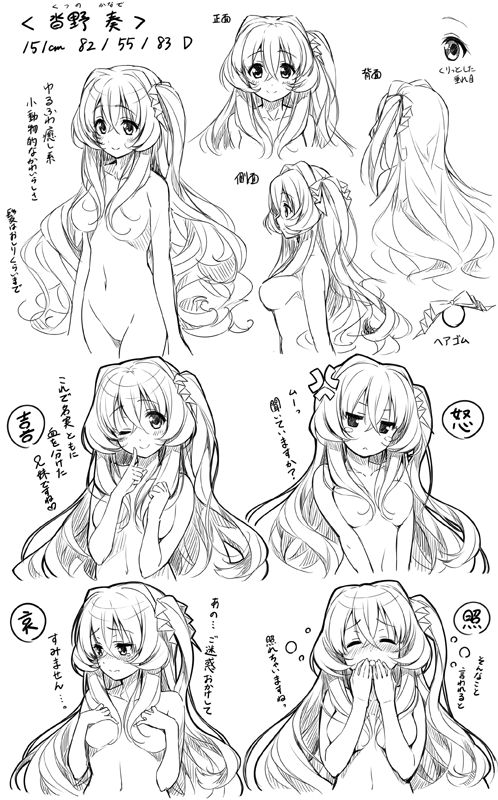 くつの かなで
< 沓野 奏 >
151cm 82 / 55 / 83 D
ゆるふわ癒し系
小動物的なかわいらしさ
髪はおしりくらいまで
正面
くりっとした
垂れ目
背面
側面
ヘアゴム
喜
これで名実ともに
血を分けた
兄妹ですね♡
怒
ムーっ
聞いていますか?
哀
あの…ご迷惑おかけして
すみません…。
照
そんなこと
言われると
照れちゃいますねっ